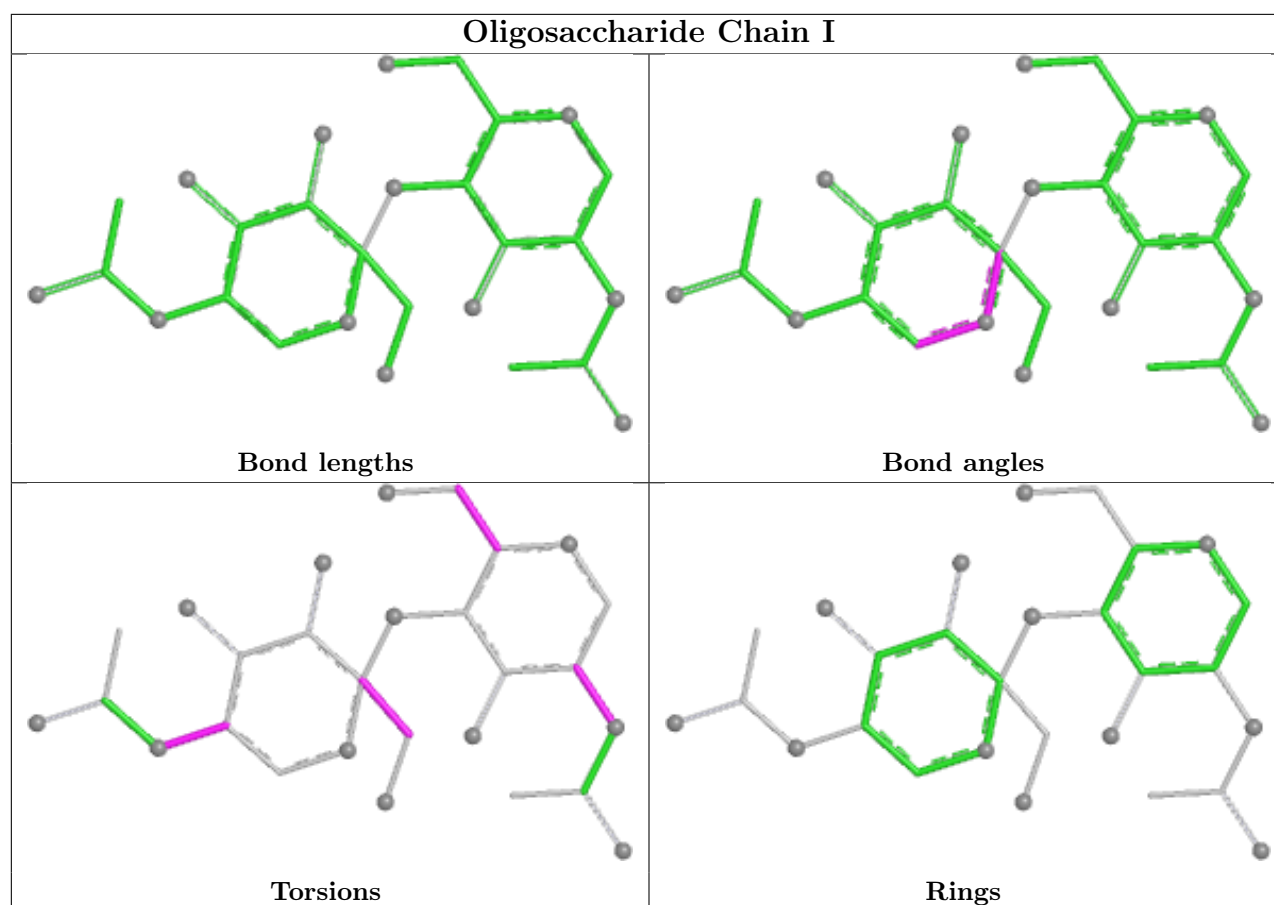 Oligosaccharide Chain I
Bond lengths
Bond angles
Torsions
Rings